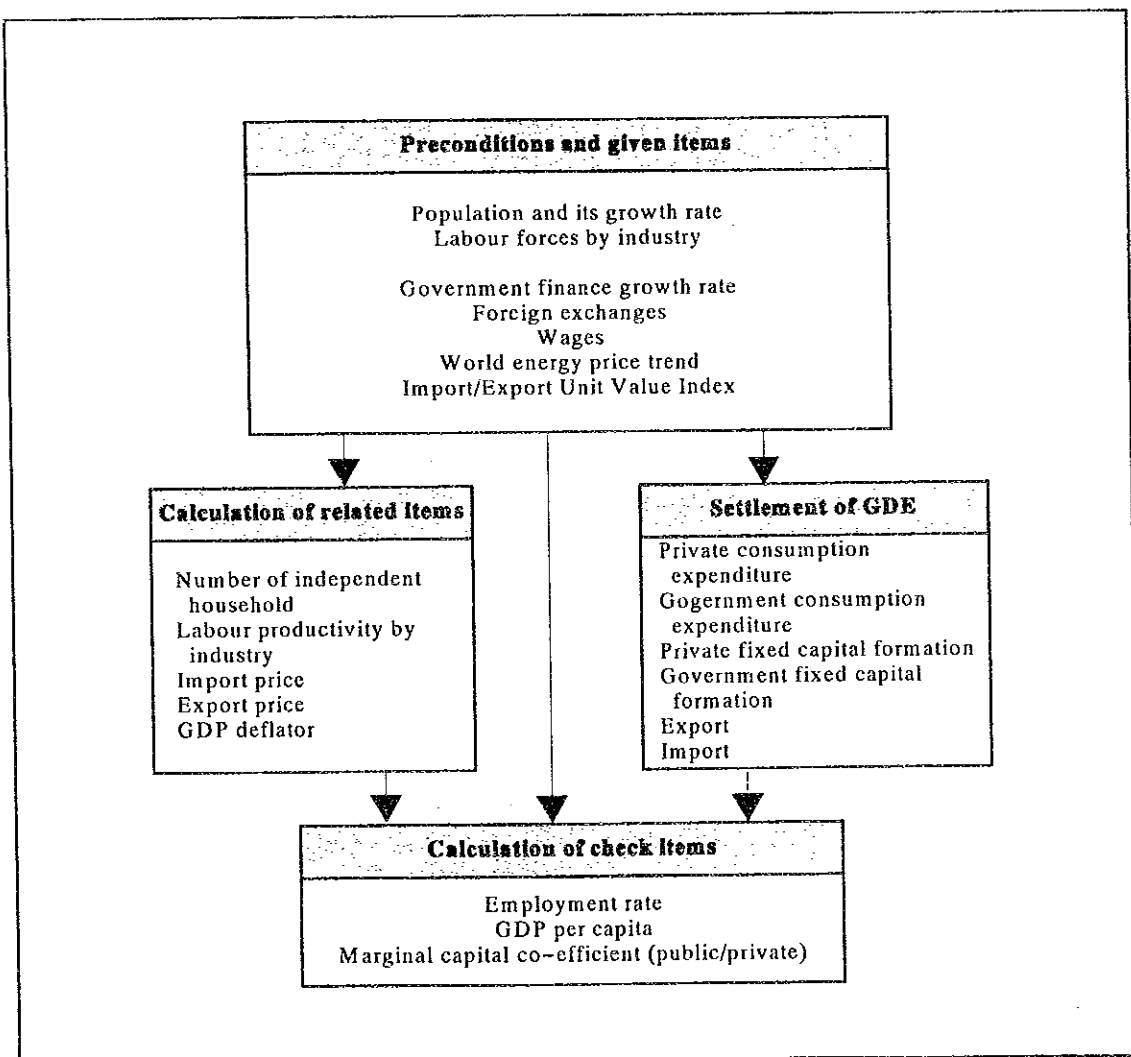 Preconditions and given items
Population and its growth rate
Labour forces by industry
Government finance growth rate
Foreign exchanges
Wages
World energy price trend
Import/Export Unit Value Index
Calculation of related items
Number of independent
household
Labour productivity by
industry
Import price
Export price
GDP deflator
Settlement of GDE
Private consumption
expenditure
Gogernment consumption
expenditure
Private fixed capital formation
Government fixed capital
formation
Export
Import
Calculation of check items
Employment rate
GDP per capita
Marginal capital co-efficient (public/private)